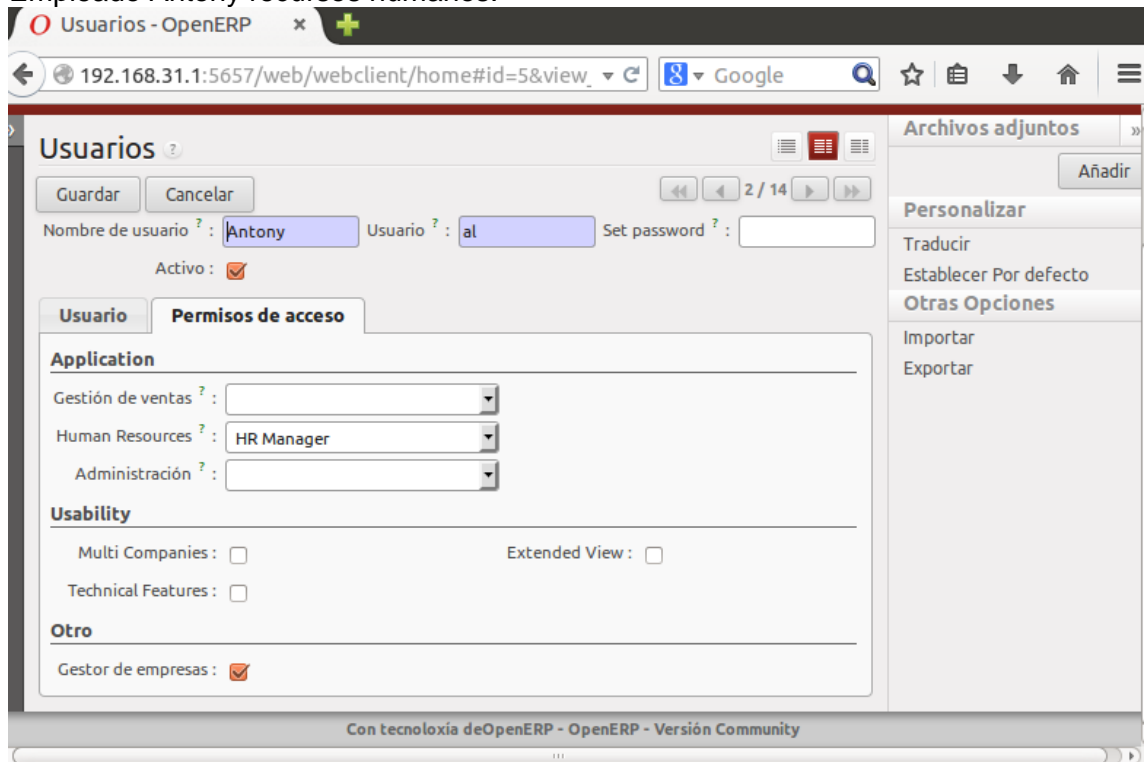 Empleado Antony recursos humanos.
Usuarios - OpenERP
192.168.31.1:5657/web/webclient/home#id=5&view_
Google
Usuarios ?
Archivos adjuntos
Añadir
Guardar Cancelar 2 / 14
Personalizar
Nombre de usuario ? : Antony Usuario ? : al Set password ? :
Traducir
Activo :
Establecer Por defecto
Usuario Permisos de acceso
Otras Opciones
Importar
Application
Exportar
Gestión de ventas ? :
Human Resources ? : HR Manager
Administración ? :
Usability
Multi Companies : Extended View :
Technical Features :
Otro
Gestor de empresas :
Con tecnoloxía deOpenERP - OpenERP - Versión Community